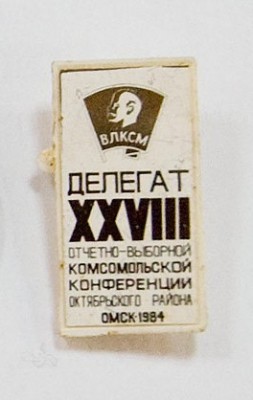 ВЛКСМ
ДЕЛЕГАТ
XXVIII
ОТЧЕТНО-ВЫБОРНОЙ
КОМСОМОЛЬСКОЙ
КОНФЕРЕНЦИИ
ОКТЯБРЬСКОГО РАЙОНА
ОМСК-1984